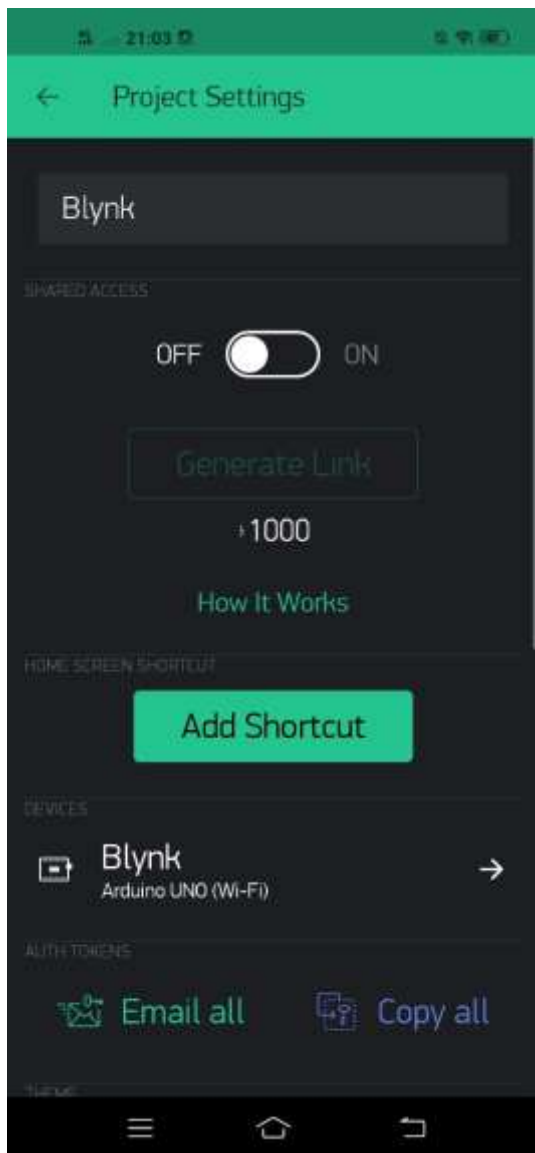 21:03
Project Settings
Blynk
SHARED ACCESS
OFF ON
Generate Link
1000
How It Works
HOME SCREEN SHORTCUT
Add Shortcut
DEVICES
Blynk
Arduino UNO (Wi-Fi)
AUTH TOKENS
Email all Copy all
THEME